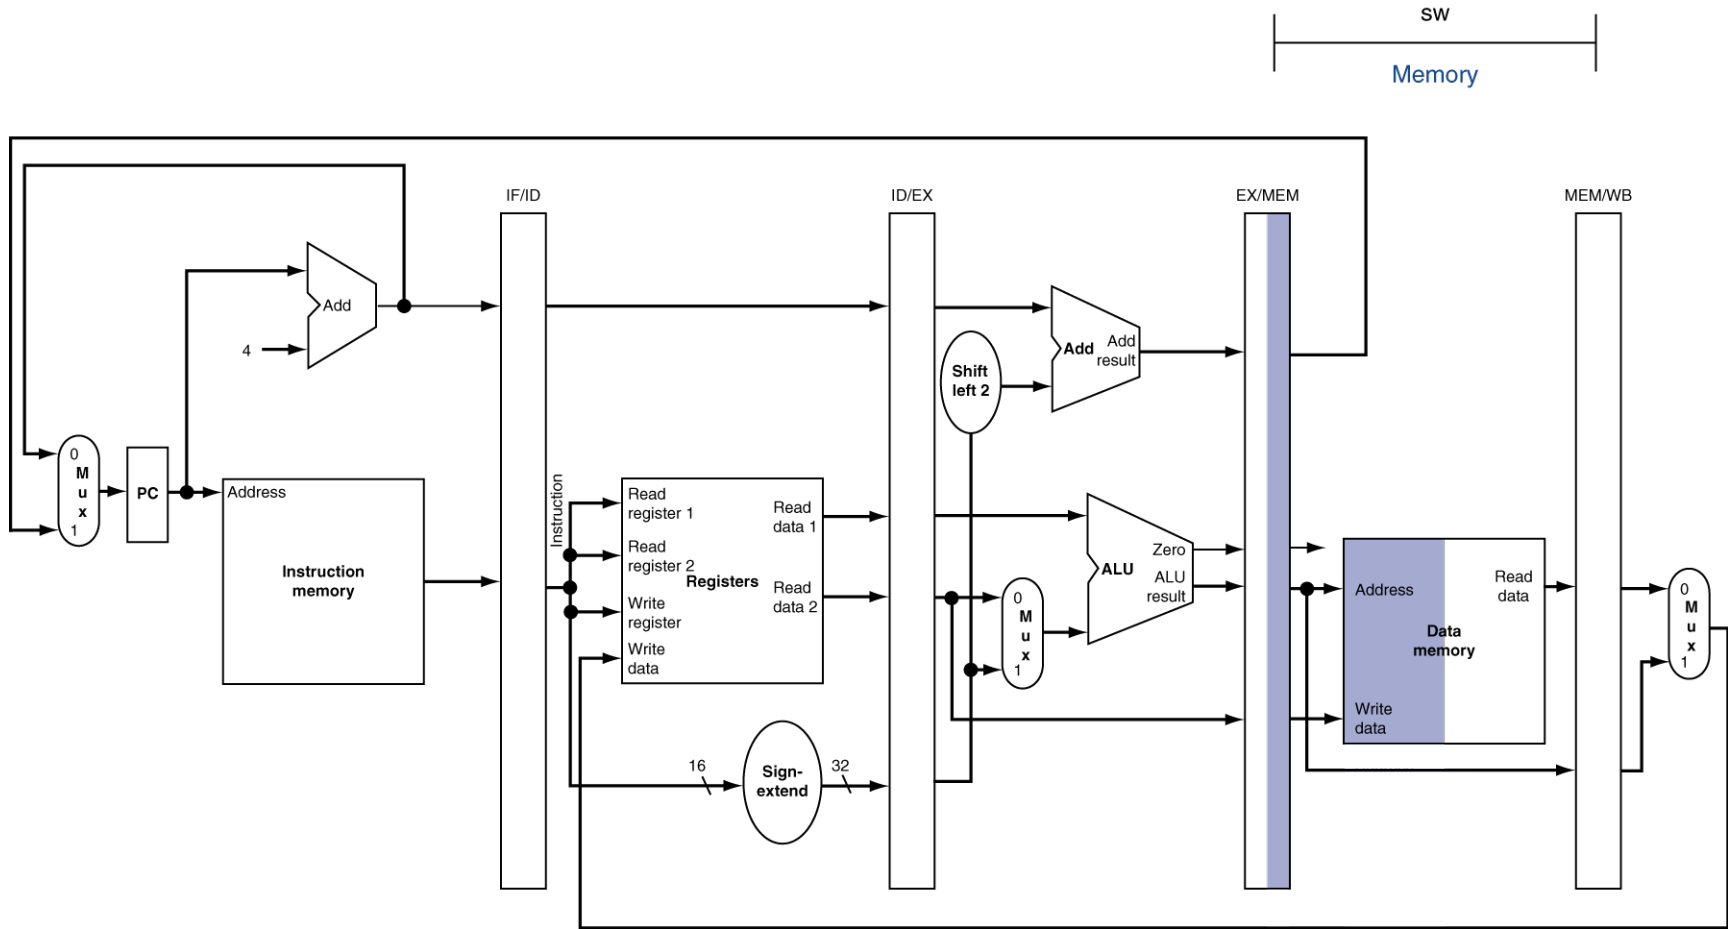 SW
Memory
IF/ID
ID/EX
EX/MEM
MEM/WB
Add
4
Add
Add
result
Shift
left 2
0
M
u
x
1
PC
Address
Instruction
memory
Instruction
Read
register 1
Read
register 2
Write
register
Write
data
Registers
Read
data 1
Read
data 2
16
Sign-
extend
32
0
M
u
x
1
Zero
ALU
ALU
result
Address
Read
data
Data
memory
Write
data
0
M
u
x
1